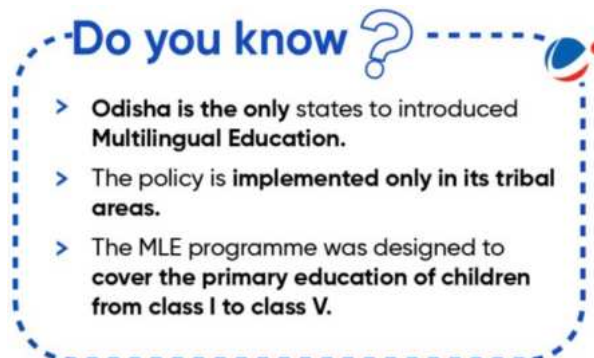 Do you know ?
> Odisha is the only states to introduced
Multilingual Education.
> The policy is implemented only in its tribal
areas.
> The MLE programme was designed to
cover the primary education of children
from class I to class V.